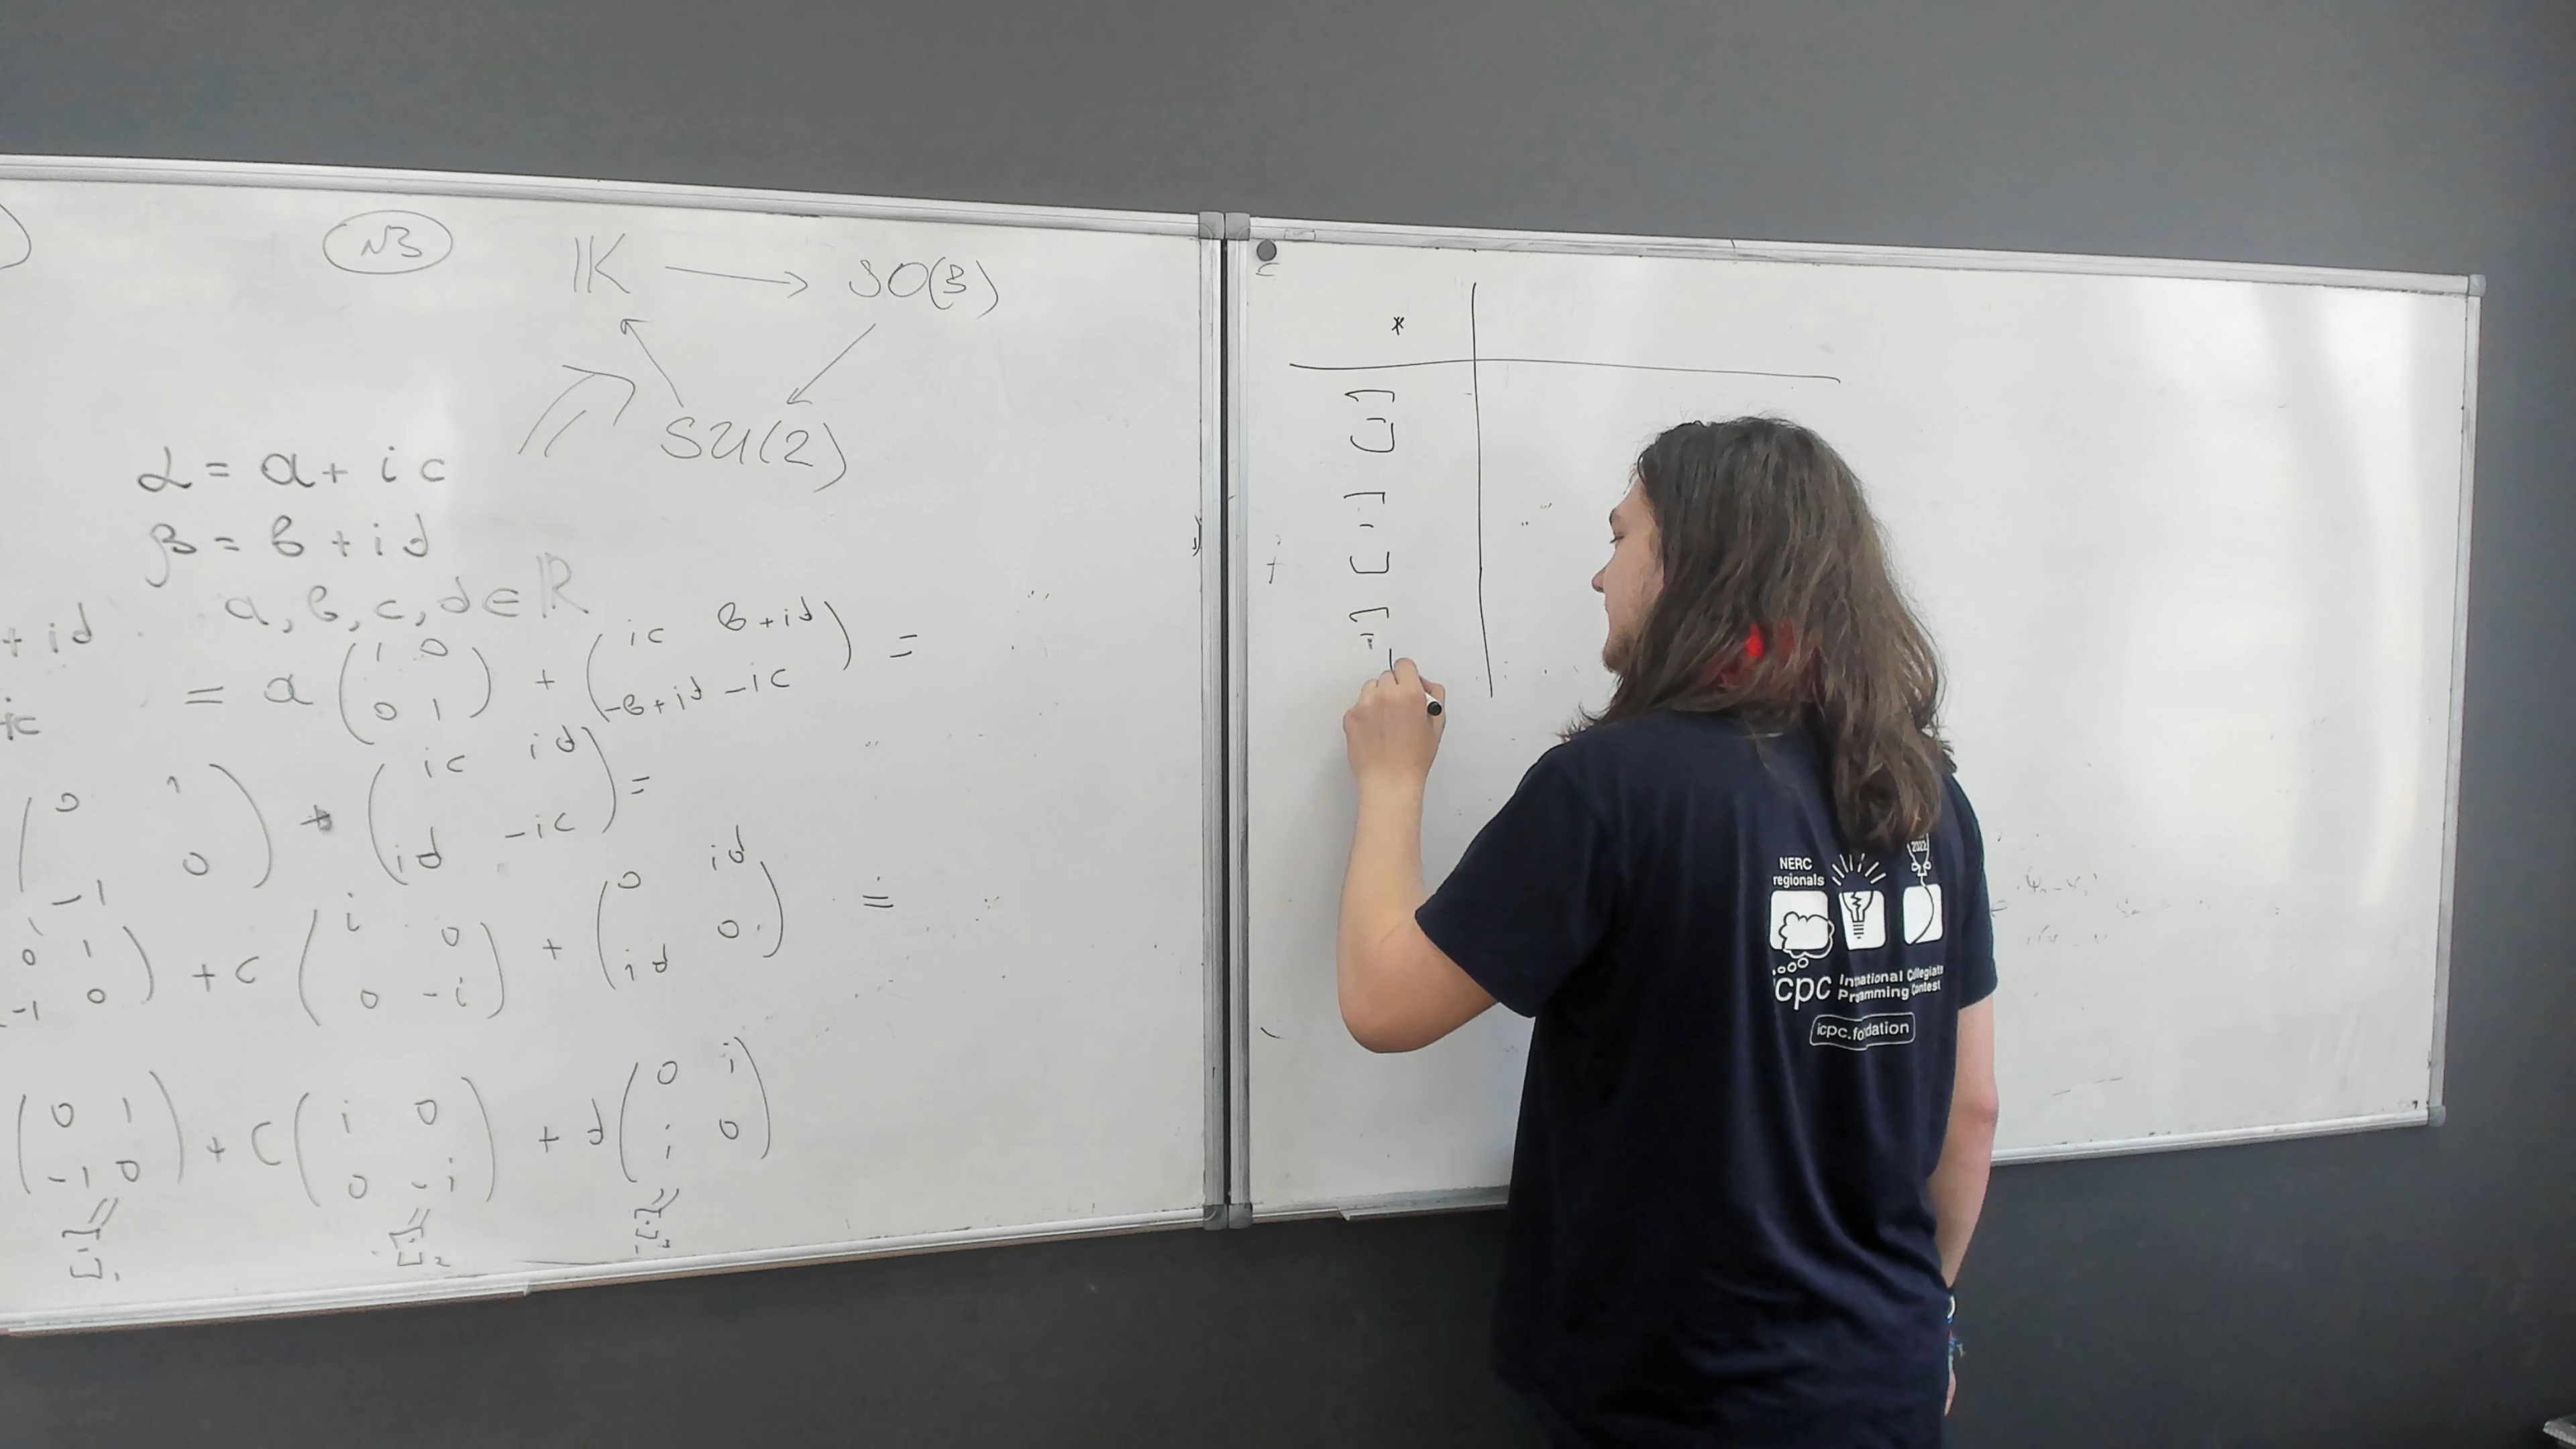 №3
𝕂 → SO(3)
SU(2)
α = a + ic
β = b + id
a, b, c, d ∈ ℝ
+ id
ic
= a ( 1 0 ; 0 1 ) + ( ic b+id ; -b+id -ic ) =
( 0 1 ; -1 0 ) + ( ic id ; id -ic ) =
( 0 1 ; -1 0 ) + c ( i 0 ; 0 -i ) + ( 0 id ; id 0 ) =
( 0 1 ; -1 0 ) + c ( i 0 ; 0 -i ) + d ( 0 i ; i 0 )
*
NERC
regionals
2022
icpc International Collegiate
Programming Contest
icpc.foundation